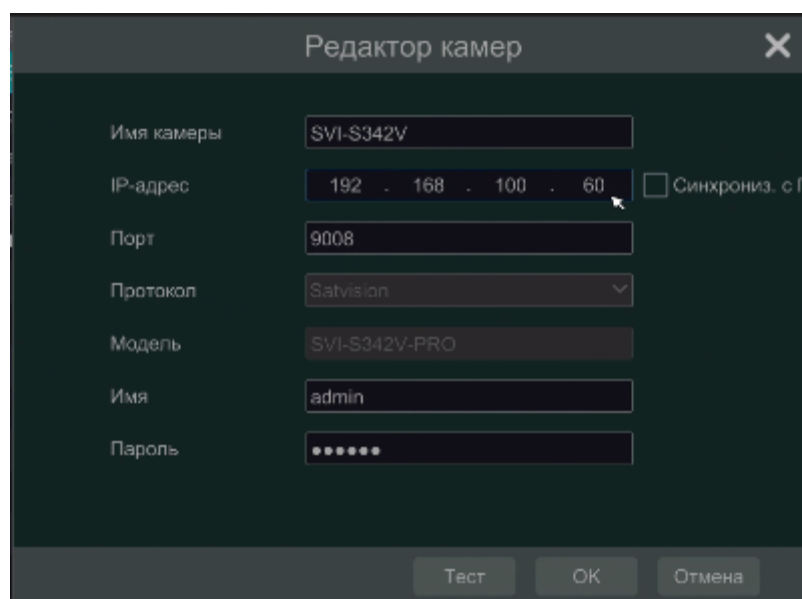 Редактор камер
Имя камеры SVI-S342V
IP-адрес 192 . 168 . 100 . 60 Синхрониз. с
Порт 9008
Протокол Satvision
Модель SVI-S342V-PRO
Имя admin
Пароль ●●●●●●
Тест OK Отмена